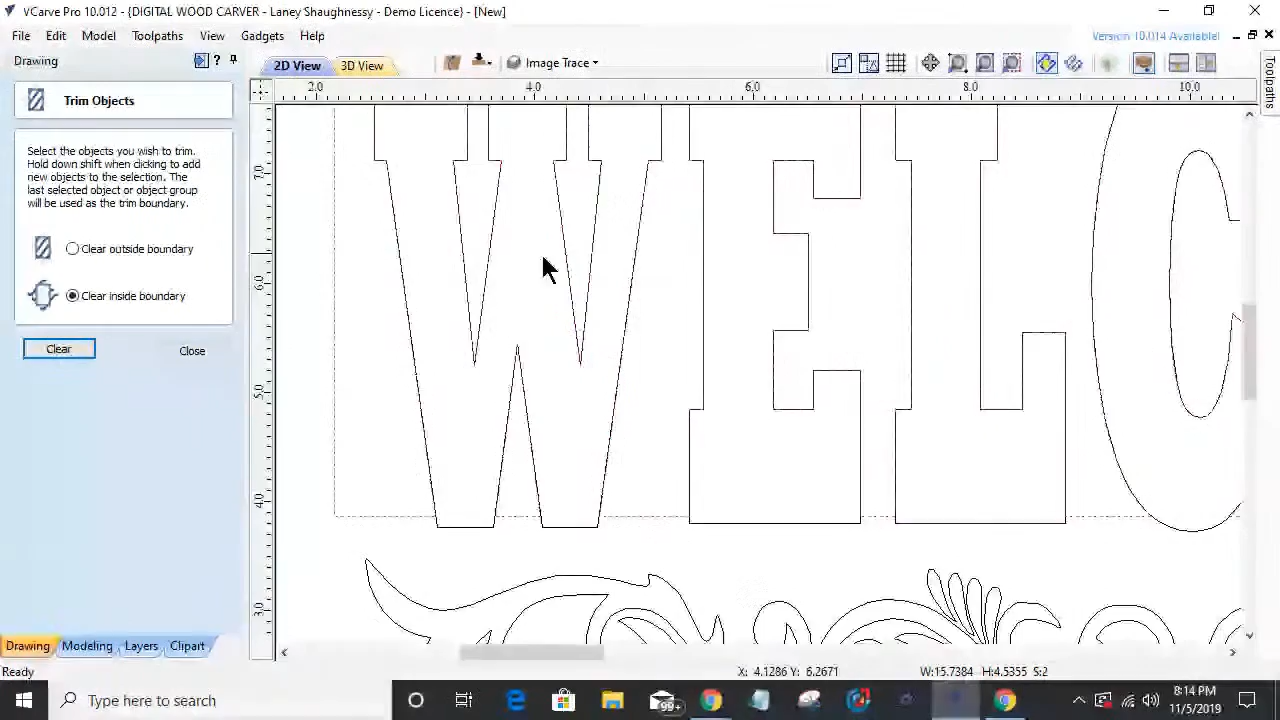 VCarve Pro 10.012 - {DIGITAL WOOD CARVER - Laney Shaughnessy - Demo Licence} - [New]
File Edit Model Toolpaths View Gadgets Help
Version 10.014 Available!
Drawing
2D View 3D View Image Trace
Toolpaths
2.0 4.0 6.0 8.0 10.0
Trim Objects
Select the objects you wish to trim.
Hold down shift when clicking to add
new objects to the selection. The
last selected object or object group
will be used as the trim boundary.
Clear outside boundary
Clear inside boundary
Clear Close
7.0
6.0
5.0
4.0
3.0
WELC
Drawing Modeling Layers Clipart
Ready
X: 4.1286 Y: 6.2671
W:15.7384 H:4.5355 S:2
Type here to search
99+
8:14 PM
11/5/2019